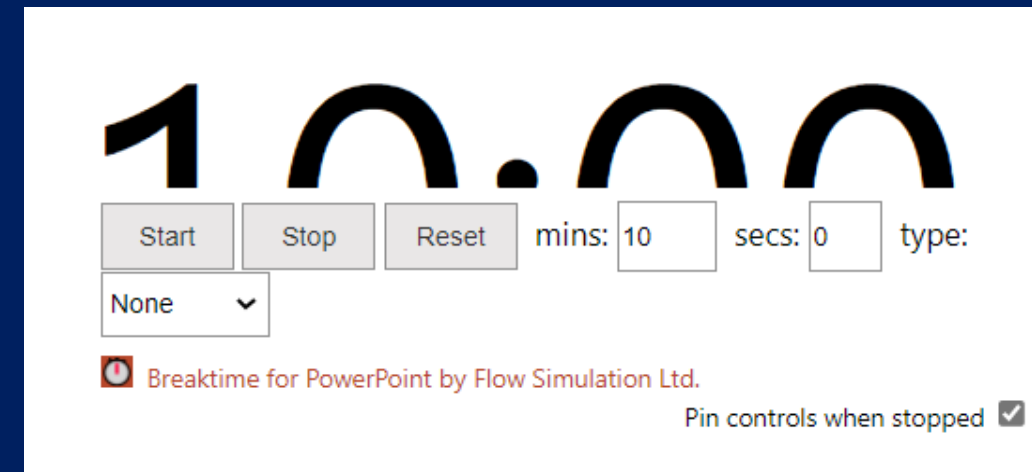 10:00
Start Stop Reset mins: 10 secs: 0 type:
None
Breaktime for PowerPoint by Flow Simulation Ltd.
Pin controls when stopped